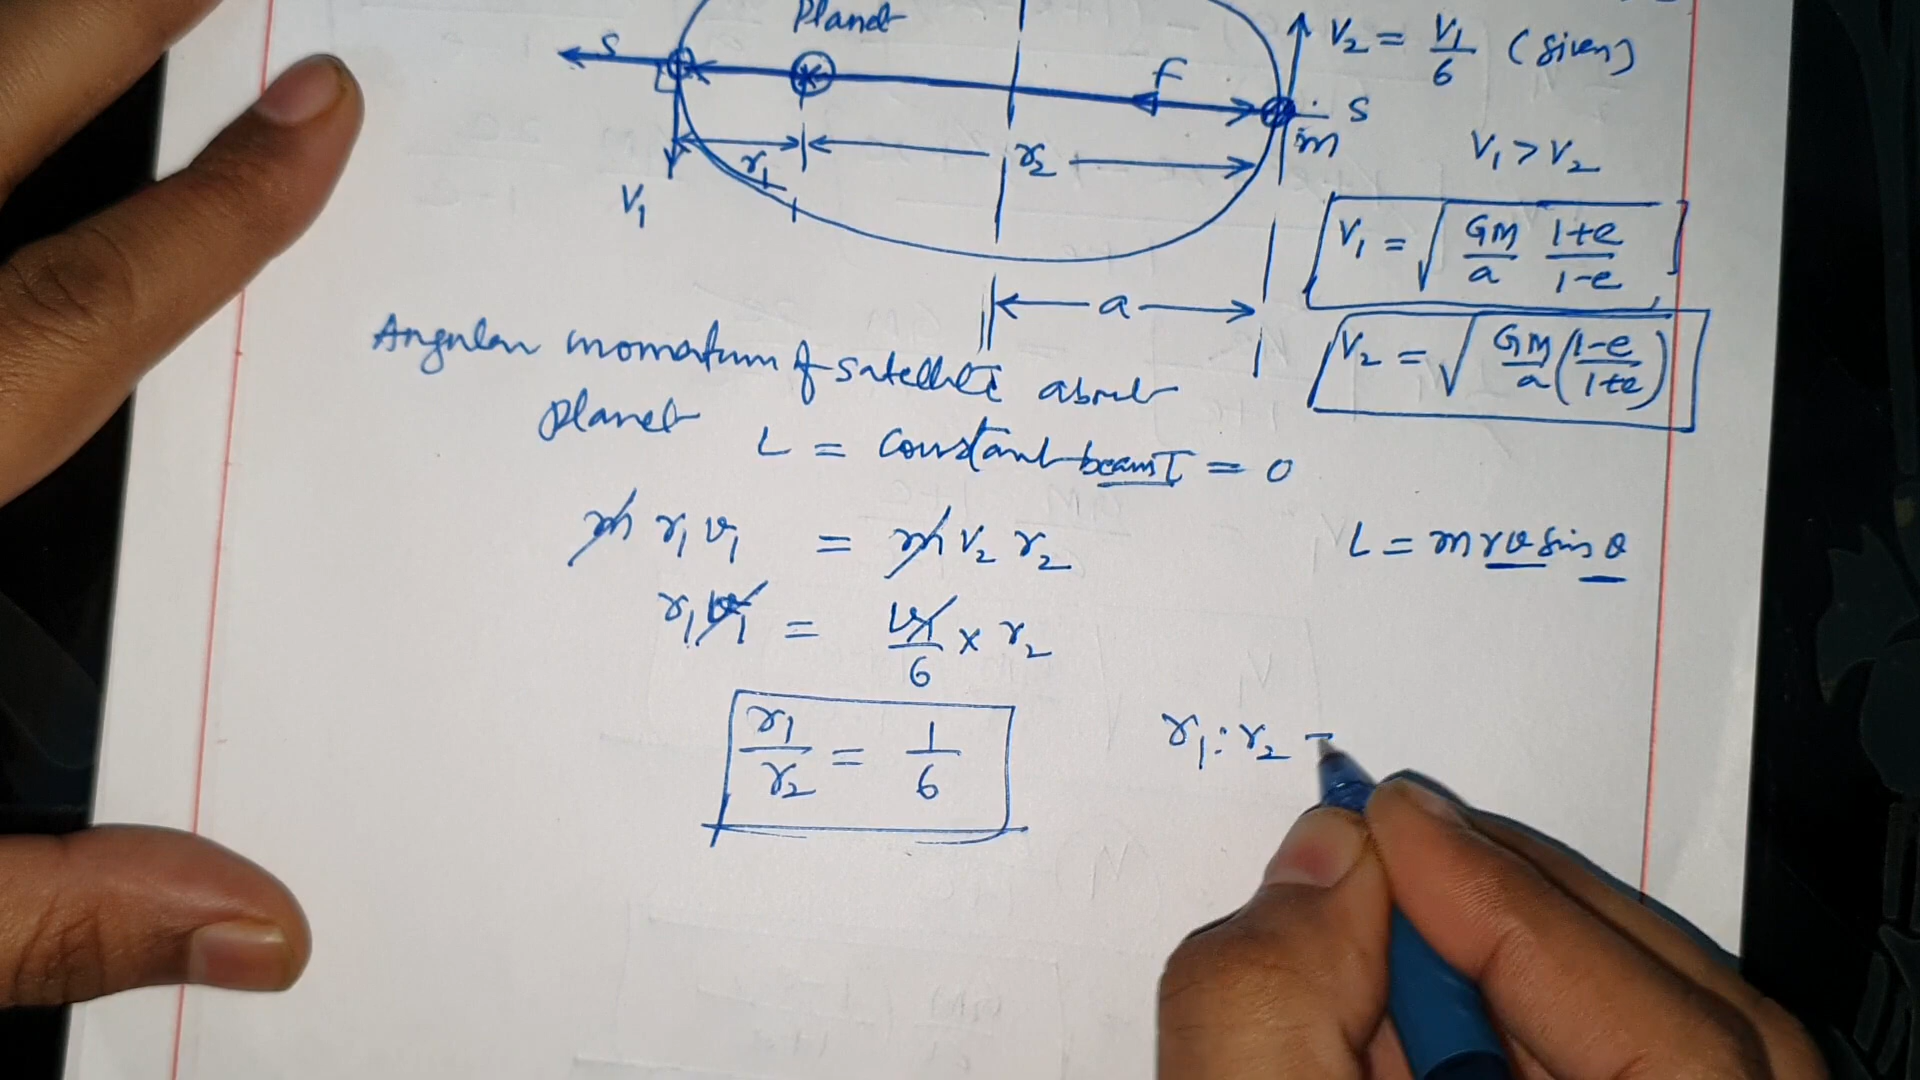 Planet
V₂ = V₁/6 (given)
S
F
S
m
r₁
r₂
V₁ > V₂
V₁
V₁ = √(GM/a 1+e/1-e)
a
V₂ = √(GM/a (1-e/1+e))
Angular momentum of satellite about
planet
L = constant beams τ = 0
m r₁ v₁ = m v₂ r₂
L = m r v sin θ
r₁ v₁ = v₁/6 × r₂
r₁/r₂ = 1/6
r₁ : r₂ =